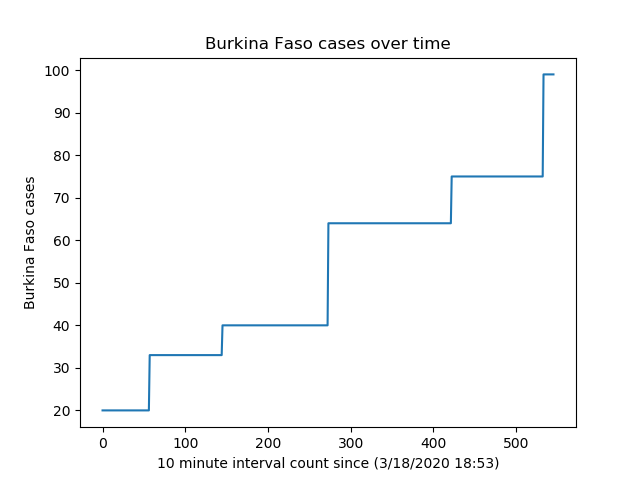 Burkina Faso cases over time
100
90
80
70
60
50
40
30
20
Burkina Faso cases
0 100 200 300 400 500
10 minute interval count since (3/18/2020 18:53)